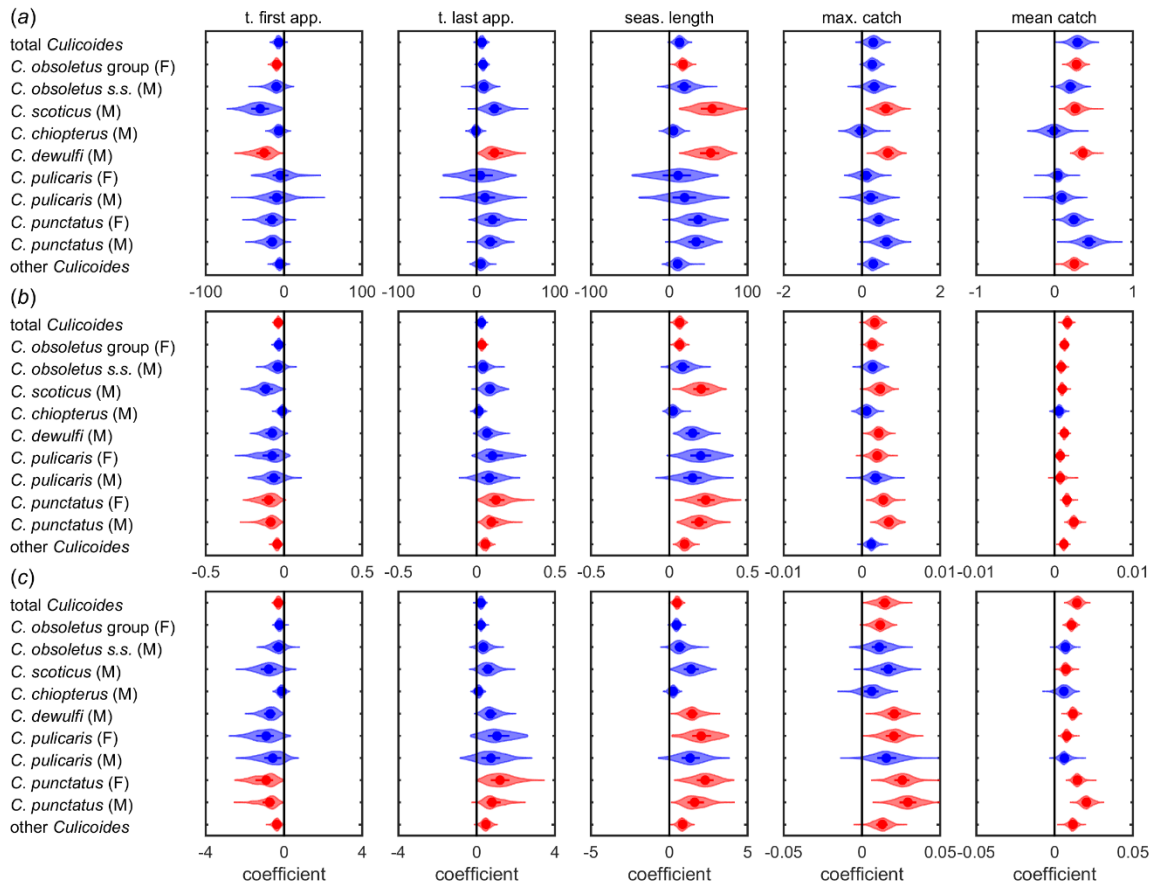 (a)
t. first app. t. last app. seas. length max. catch mean catch
total Culicoides
C. obsoletus group (F)
C. obsoletus s.s. (M)
C. scoticus (M)
C. chiopterus (M)
C. dewulfi (M)
C. pulicaris (F)
C. pulicaris (M)
C. punctatus (F)
C. punctatus (M)
other Culicoides
-100 0 100 -100 0 100 -100 0 100 -2 0 2 -1 0 1
(b)
total Culicoides
C. obsoletus group (F)
C. obsoletus s.s. (M)
C. scoticus (M)
C. chiopterus (M)
C. dewulfi (M)
C. pulicaris (F)
C. pulicaris (M)
C. punctatus (F)
C. punctatus (M)
other Culicoides
-0.5 0 0.5 -0.5 0 0.5 -0.5 0 0.5 -0.01 0 0.01 -0.01 0 0.01
(c)
total Culicoides
C. obsoletus group (F)
C. obsoletus s.s. (M)
C. scoticus (M)
C. chiopterus (M)
C. dewulfi (M)
C. pulicaris (F)
C. pulicaris (M)
C. punctatus (F)
C. punctatus (M)
other Culicoides
-4 0 4 -4 0 4 -5 0 5 -0.05 0 0.05 -0.05 0 0.05
coefficient coefficient coefficient coefficient coefficient